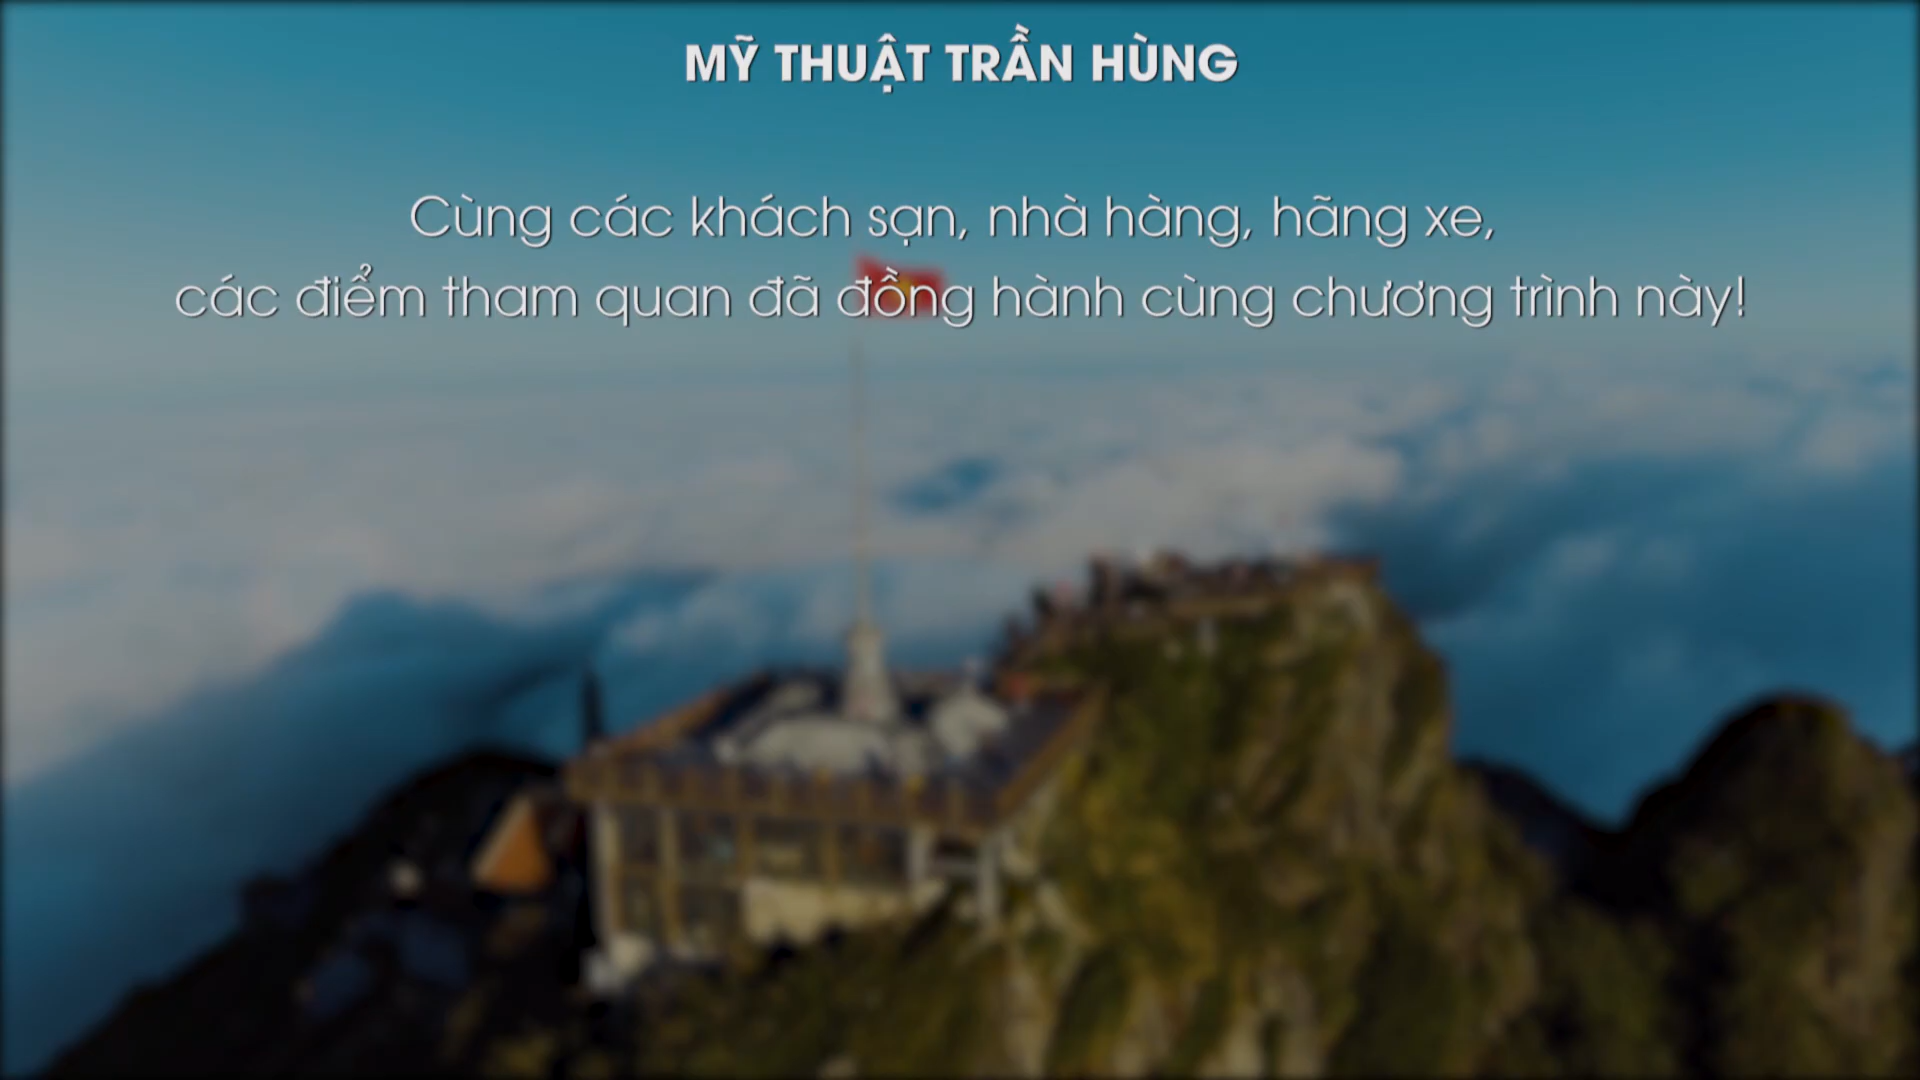 MỸ THUẬT TRẦN HÙNG
Cùng các khách sạn, nhà hàng, hãng xe,
các điểm tham quan đã đồng hành cùng chương trình này!